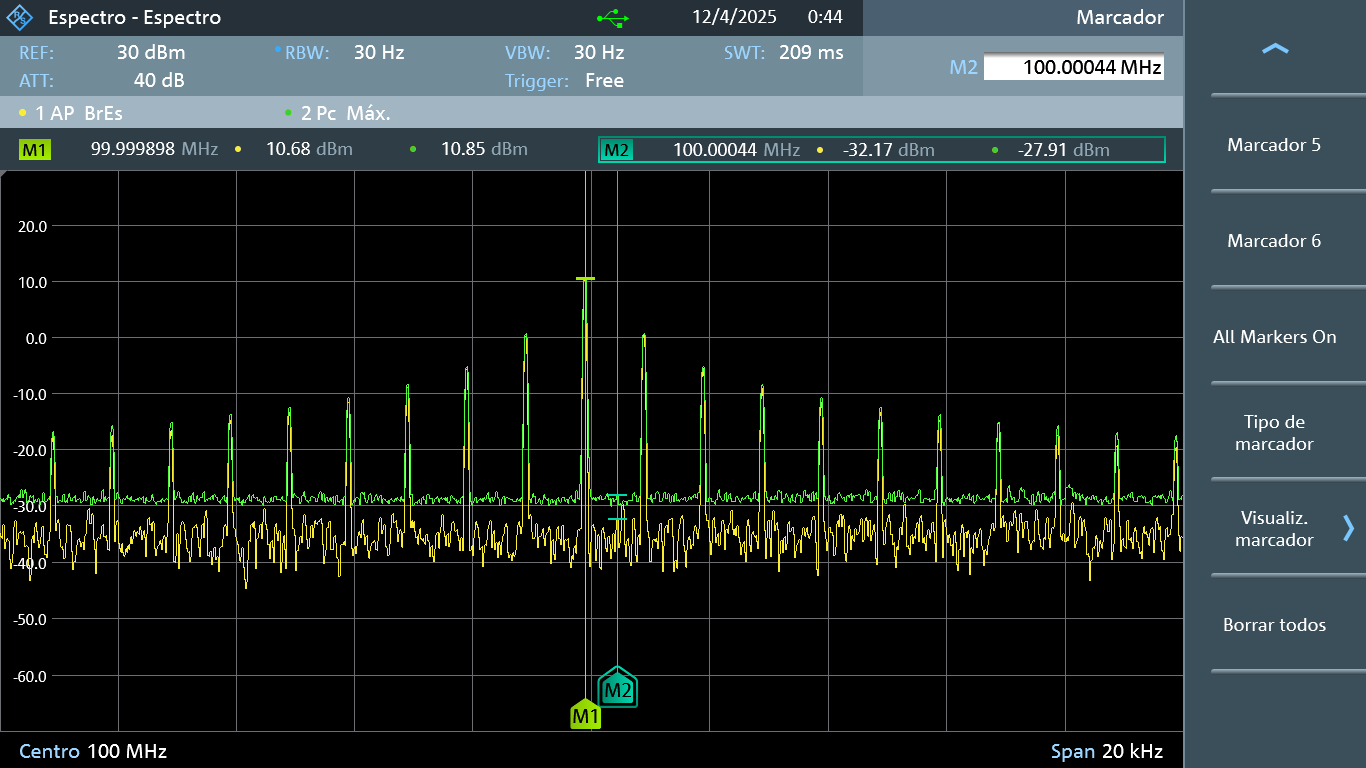 Espectro - Espectro 12/4/2025 0:44 Marcador
REF: 30 dBm RBW: 30 Hz VBW: 30 Hz SWT: 209 ms
M2 100.00044 MHz
ATT: 40 dB Trigger: Free
1 AP BrEs 2 Pc Máx.
M1 99.999898 MHz 10.68 dBm 10.85 dBm M2 100.00044 MHz -32.17 dBm -27.91 dBm
20.0
10.0
0.0
-10.0
-20.0
-30.0
-40.0
-50.0
-60.0
M2
M1
Centro 100 MHz Span 20 kHz
Marcador 5
Marcador 6
All Markers On
Tipo de
marcador
Visualiz.
marcador
Borrar todos